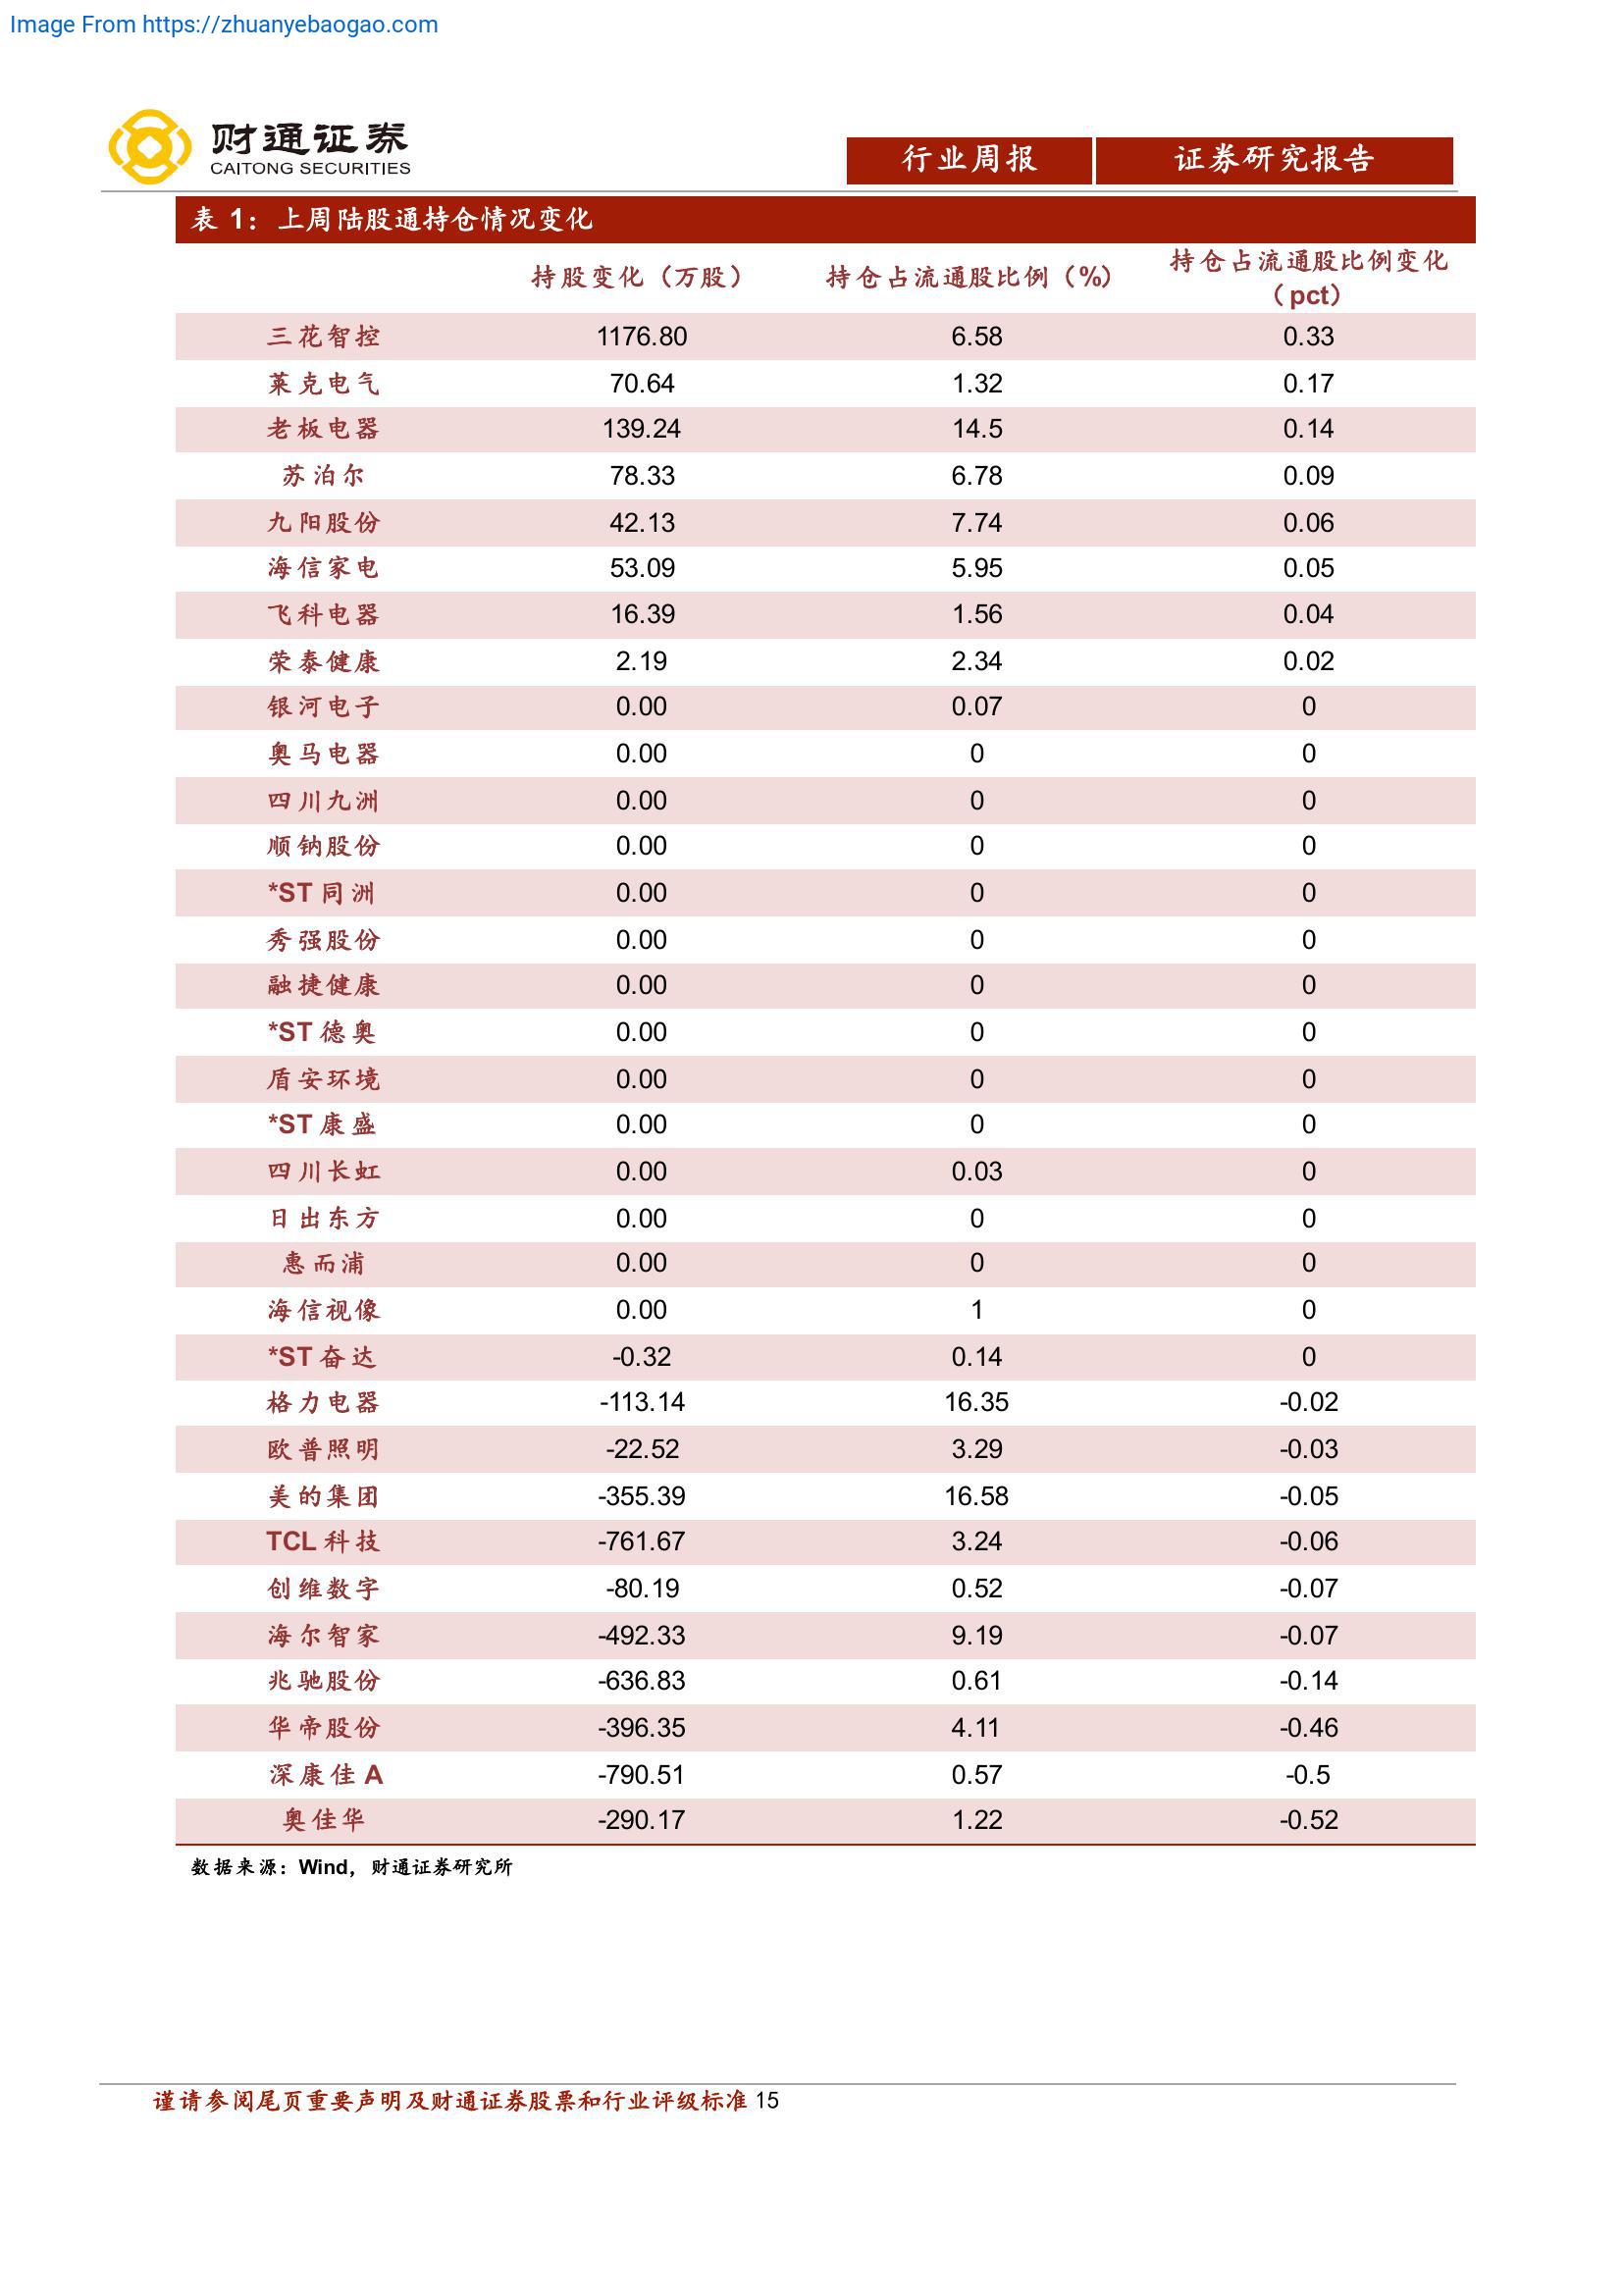 Image From https://zhuanyebaogao.com
财通证券
CAITONG SECURITIES
行业周报 证券研究报告
表 1：上周陆股通持仓情况变化
持股变化（万股） 持仓占流通股比例（%） 持仓占流通股比例变化
（pct）
三花智控 1176.80 6.58 0.33
莱克电气 70.64 1.32 0.17
老板电器 139.24 14.5 0.14
苏泊尔 78.33 6.78 0.09
九阳股份 42.13 7.74 0.06
海信家电 53.09 5.95 0.05
飞科电器 16.39 1.56 0.04
荣泰健康 2.19 2.34 0.02
银河电子 0.00 0.07 0
奥马电器 0.00 0 0
四川九洲 0.00 0 0
顺钠股份 0.00 0 0
*ST 同洲 0.00 0 0
秀强股份 0.00 0 0
融捷健康 0.00 0 0
*ST 德奥 0.00 0 0
盾安环境 0.00 0 0
*ST 康盛 0.00 0 0
四川长虹 0.00 0.03 0
日出东方 0.00 0 0
惠而浦 0.00 0 0
海信视像 0.00 1 0
*ST 奋达 -0.32 0.14 0
格力电器 -113.14 16.35 -0.02
欧普照明 -22.52 3.29 -0.03
美的集团 -355.39 16.58 -0.05
TCL 科技 -761.67 3.24 -0.06
创维数字 -80.19 0.52 -0.07
海尔智家 -492.33 9.19 -0.07
兆驰股份 -636.83 0.61 -0.14
华帝股份 -396.35 4.11 -0.46
深康佳 A -790.51 0.57 -0.5
奥佳华 -290.17 1.22 -0.52
数据来源：Wind，财通证券研究所
谨请参阅尾页重要声明及财通证券股票和行业评级标准 15